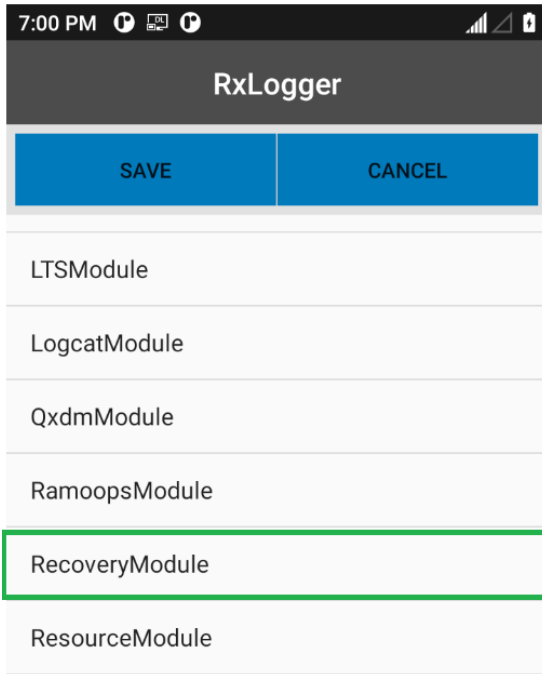 7:00 PM
RxLogger
SAVE CANCEL
LTSModule
LogcatModule
QxdmModule
RamoopsModule
RecoveryModule
ResourceModule